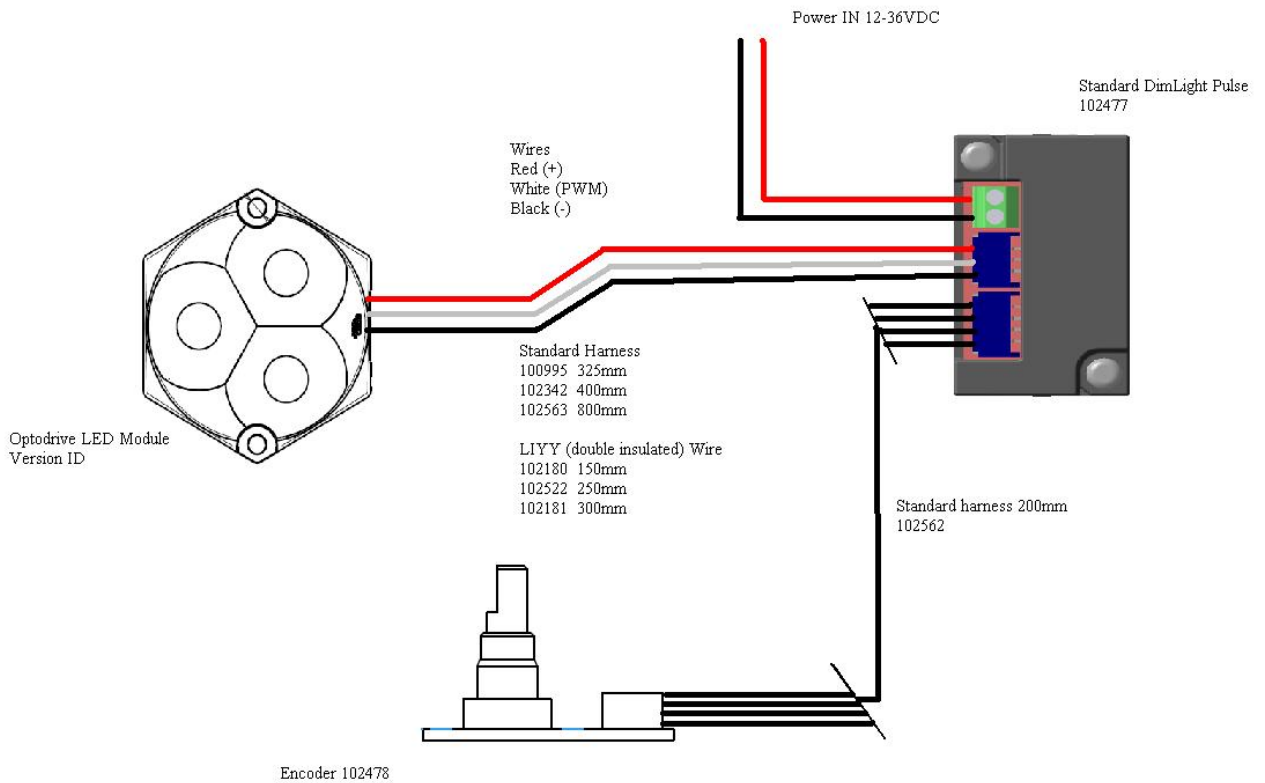 Power IN 12-36VDC
Standard DimLight Pulse
102477
Wires
Red (+)
White (PWM)
Black (-)
Standard Harness
100995 325mm
102342 400mm
102563 800mm
Optodrive LED Module
Version ID
LIYY (double insulated) Wire
102180 150mm
102522 250mm
102181 300mm
Standard harness 200mm
102562
Encoder 102478